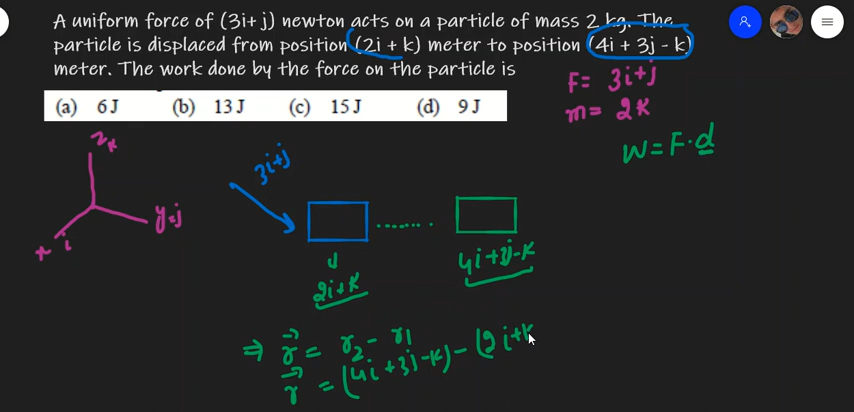 A uniform force of (3i+ j) newton acts on a particle of mass 2 kg. The
particle is displaced from position (2i + k) meter to position (4i + 3j - k)
meter. The work done by the force on the particle is
(a) 6 J (b) 13 J (c) 15 J (d) 9 J
F = 3i+j
m = 2k
W = F. d
z k
y=j
x i
3i+j
........
2i+k
4i+3j-k
⇒ r⃗ = r2 - r1
r⃗ = (4i +3j -k) - (2i+k